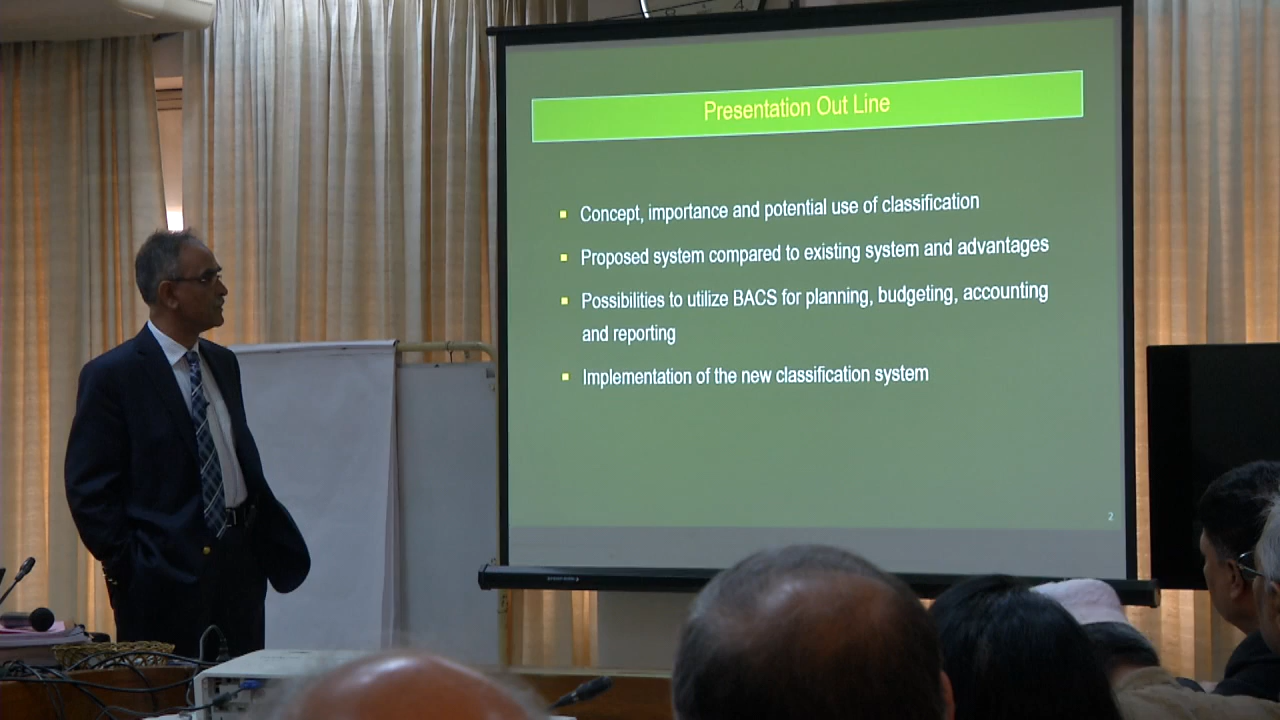 Presentation Out Line
Concept, importance and potential use of classification
Proposed system compared to existing system and advantages
Possibilities to utilize BACS for planning, budgeting, accounting
and reporting
Implementation of the new classification system
2